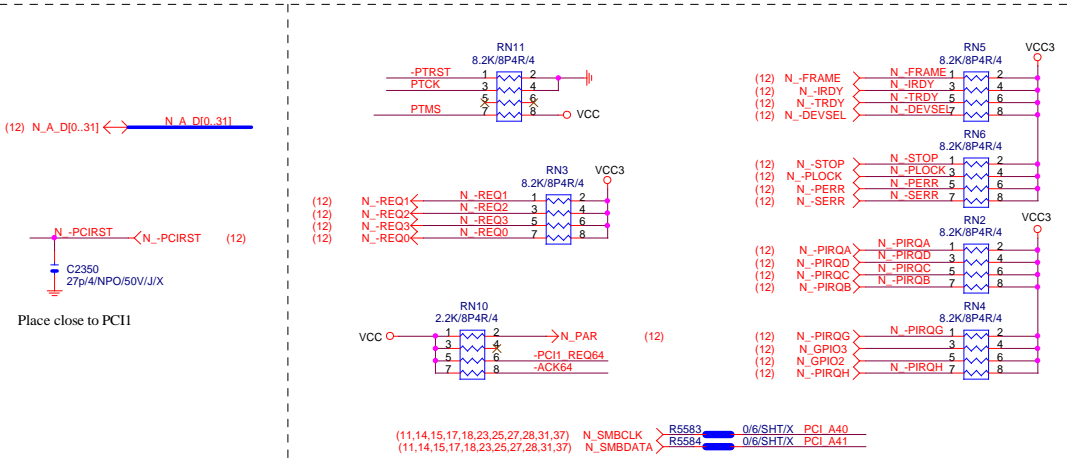 (12) N_A_D[0..31] N_A_D[0..31]
N_-PCIRST N_-PCIRST (12)
C2350
27p/4/NPO/50V/J/X
Place close to PCI1
RN11
8.2K/8P4R/4
-PTRST 1 2
PTCK 3 4
5 6
PTMS 7 8 VCC
RN3
8.2K/8P4R/4 VCC3
(12) N_-REQ1 N_-REQ1 1 2
(12) N_-REQ2 N_-REQ2 3 4
(12) N_-REQ3 N_-REQ3 5 6
(12) N_-REQ0 N_-REQ0 7 8
RN10
2.2K/8P4R/4
VCC 1 2 N_PAR (12)
3 4
5 6 -PCI1_REQ64
7 8 -ACK64
RN5
8.2K/8P4R/4 VCC3
(12) N_-FRAME N_-FRAME 1 2
(12) N_-IRDY N_-IRDY 3 4
(12) N_-TRDY N_-TRDY 5 6
(12) N_-DEVSEL N_-DEVSEL 7 8
RN6
8.2K/8P4R/4
(12) N_-STOP N_-STOP 1 2
(12) N_-PLOCK N_-PLOCK 3 4
(12) N_-PERR N_-PERR 5 6
(12) N_-SERR N_-SERR 7 8
RN2
8.2K/8P4R/4 VCC3
(12) N_-PIRQA N_-PIRQA 1 2
(12) N_-PIRQD N_-PIRQD 3 4
(12) N_-PIRQC N_-PIRQC 5 6
(12) N_-PIRQB N_-PIRQB 7 8
RN4
8.2K/8P4R/4
(12) N_-PIRQG N_-PIRQG 1 2
(12) N_GPIO3 3 4
(12) N_GPIO2 5 6
(12) N_-PIRQH N_-PIRQH 7 8
(11,14,15,17,18,23,25,27,28,31,37) N_SMBCLK R5583 0/6/SHT/X PCI_A40
(11,14,15,17,18,23,25,27,28,31,37) N_SMBDATA R5584 0/6/SHT/X PCI_A41